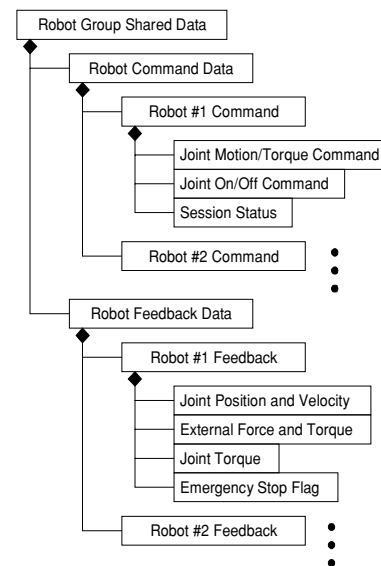 Robot Group Shared Data
Robot Command Data
Robot #1 Command
Joint Motion/Torque Command
Joint On/Off Command
Session Status
Robot #2 Command
Robot Feedback Data
Robot #1 Feedback
Joint Position and Velocity
External Force and Torque
Joint Torque
Emergency Stop Flag
Robot #2 Feedback